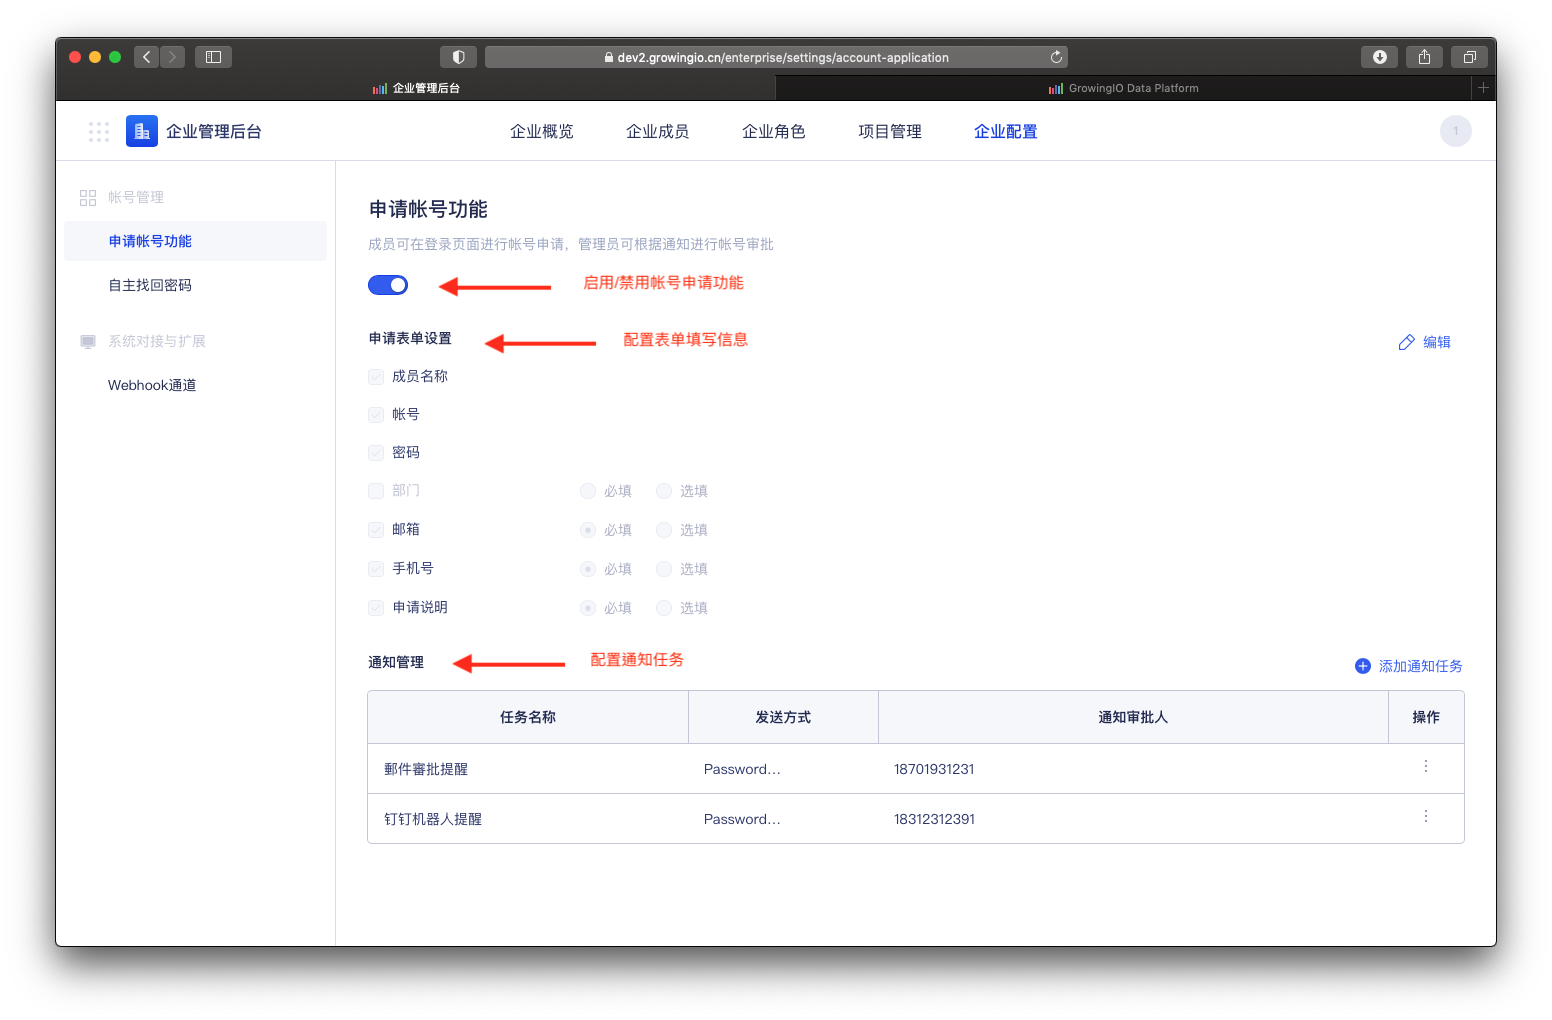 dev2.growingio.cn/enterprise/settings/account-application
企业管理后台
GrowingIO Data Platform
企业管理后台
企业概览
企业成员
企业角色
项目管理
企业配置
1
帐号管理
申请帐号功能
自主找回密码
系统对接与扩展
Webhook通道
申请帐号功能
成员可在登录页面进行帐号申请，管理员可根据通知进行帐号审批
启用/禁用帐号申请功能
申请表单设置
配置表单填写信息
编辑
成员名称
帐号
密码
部门 必填 选填
邮箱 必填 选填
手机号 必填 选填
申请说明 必填 选填
通知管理
配置通知任务
添加通知任务
任务名称 发送方式 通知审批人 操作
郵件審批提醒 Password... 18701931231
钉钉机器人提醒 Password... 18312312391